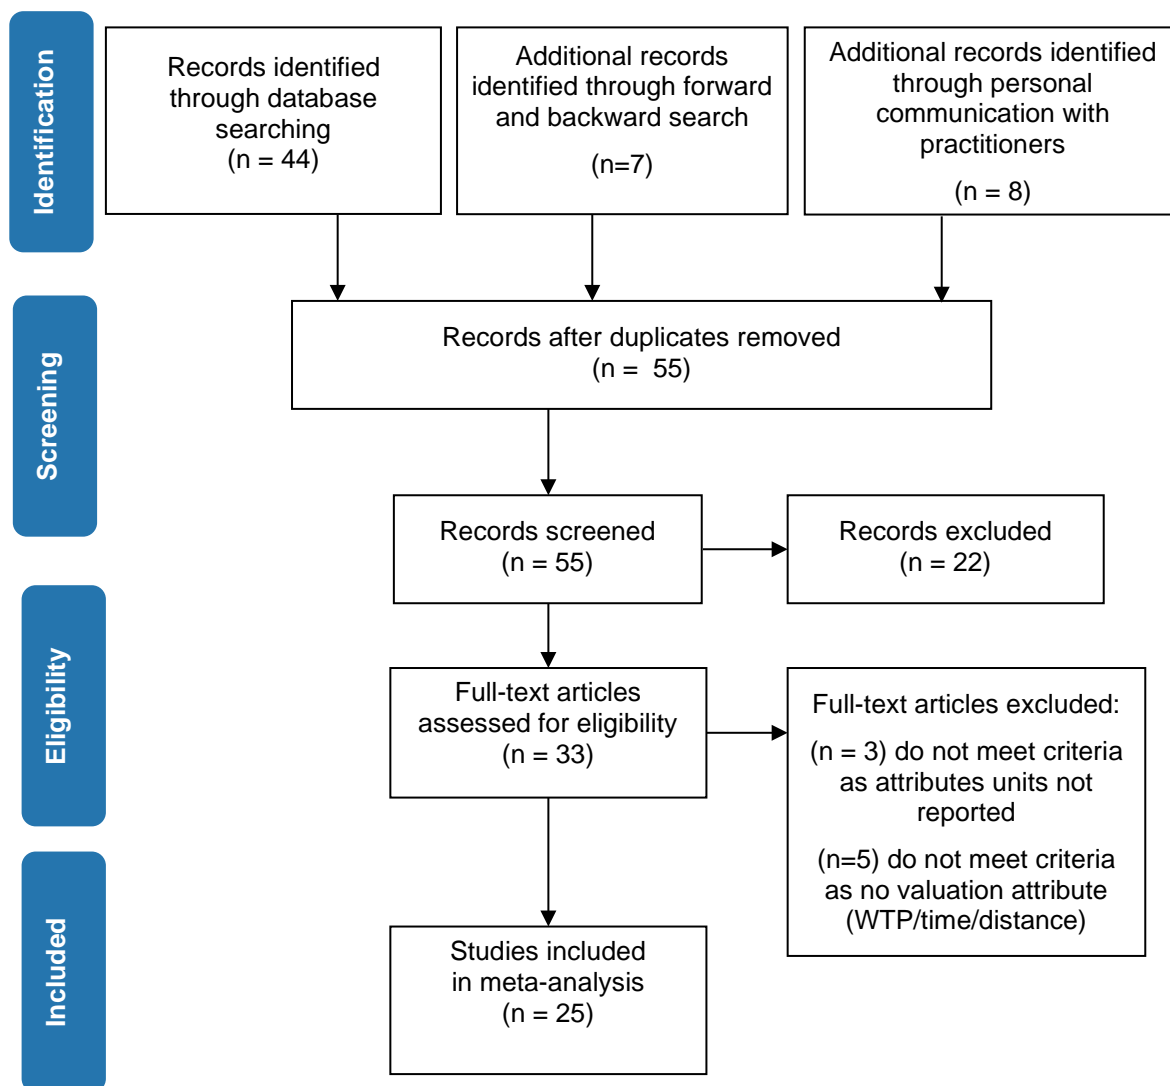 Identification
Records identified
through database
searching
(n = 44)
Additional records
identified through forward
and backward search
(n=7)
Additional records identified
through personal
communication with
practitioners
(n = 8)
Screening
Records after duplicates removed
(n = 55)
Records screened
(n = 55)
Records excluded
(n = 22)
Eligibility
Full-text articles
assessed for eligibility
(n = 33)
Full-text articles excluded:
(n = 3) do not meet criteria
as attributes units not
reported
(n=5) do not meet criteria
as no valuation attribute
(WTP/time/distance)
Included
Studies included
in meta-analysis
(n = 25)